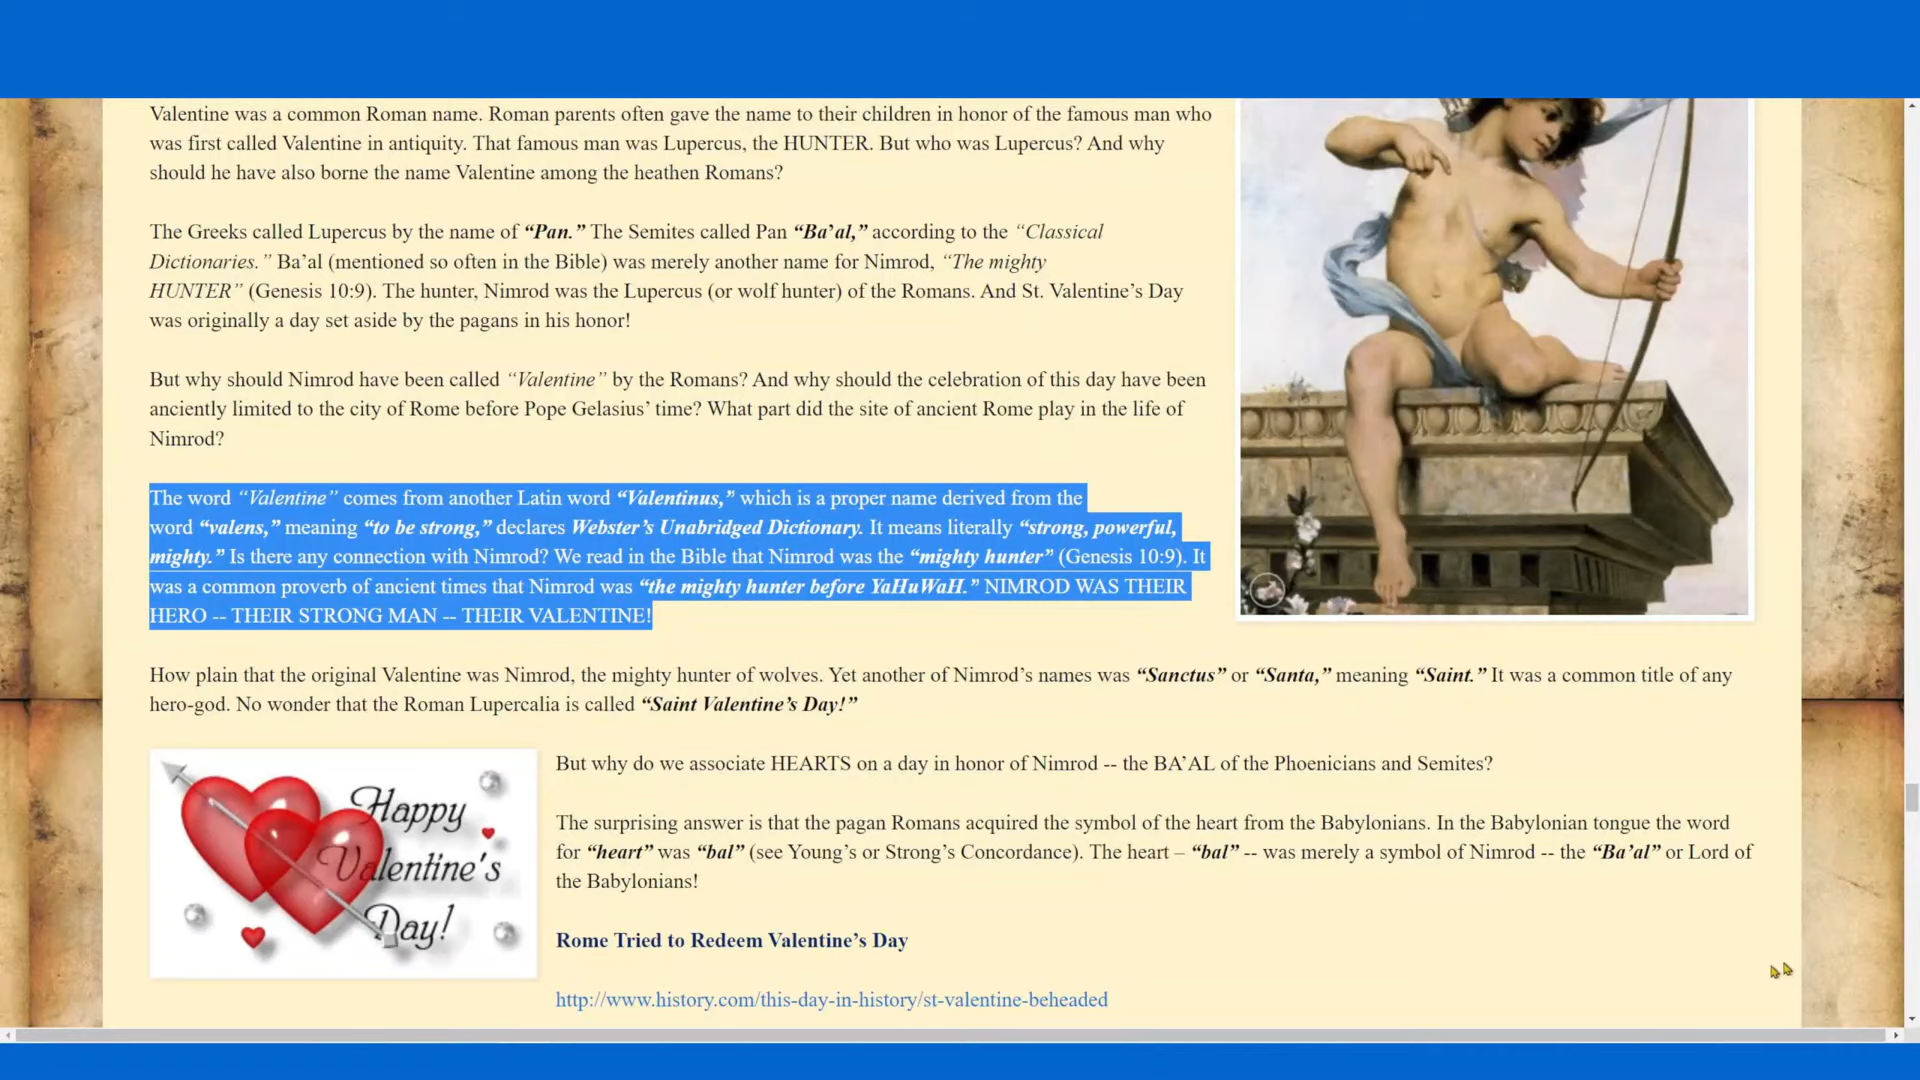 Valentine was a common Roman name. Roman parents often gave the name to their children in honor of the famous man who
was first called Valentine in antiquity. That famous man was Lupercus, the HUNTER. But who was Lupercus? And why
should he have also borne the name Valentine among the heathen Romans?
The Greeks called Lupercus by the name of “Pan.” The Semites called Pan “Ba’al,” according to the “Classical
Dictionaries.” Ba’al (mentioned so often in the Bible) was merely another name for Nimrod, “The mighty
HUNTER” (Genesis 10:9). The hunter, Nimrod was the Lupercus (or wolf hunter) of the Romans. And St. Valentine’s Day
was originally a day set aside by the pagans in his honor!
But why should Nimrod have been called “Valentine” by the Romans? And why should the celebration of this day have been
anciently limited to the city of Rome before Pope Gelasius’ time? What part did the site of ancient Rome play in the life of
Nimrod?
The word “Valentine” comes from another Latin word “Valentinus,” which is a proper name derived from the
word “valens,” meaning “to be strong,” declares Webster’s Unabridged Dictionary. It means literally “strong, powerful,
mighty.” Is there any connection with Nimrod? We read in the Bible that Nimrod was the “mighty hunter” (Genesis 10:9). It
was a common proverb of ancient times that Nimrod was “the mighty hunter before YaHuWaH.” NIMROD WAS THEIR
HERO -- THEIR STRONG MAN -- THEIR VALENTINE!
How plain that the original Valentine was Nimrod, the mighty hunter of wolves. Yet another of Nimrod’s names was “Sanctus” or “Santa,” meaning “Saint.” It was a common title of any
hero-god. No wonder that the Roman Lupercalia is called “Saint Valentine’s Day!”
Happy
Valentine's
Day!
But why do we associate HEARTS on a day in honor of Nimrod -- the BA’AL of the Phoenicians and Semites?
The surprising answer is that the pagan Romans acquired the symbol of the heart from the Babylonians. In the Babylonian tongue the word
for “heart” was “bal” (see Young’s or Strong’s Concordance). The heart – “bal” -- was merely a symbol of Nimrod -- the “Ba’al” or Lord of
the Babylonians!
Rome Tried to Redeem Valentine’s Day
http://www.history.com/this-day-in-history/st-valentine-beheaded